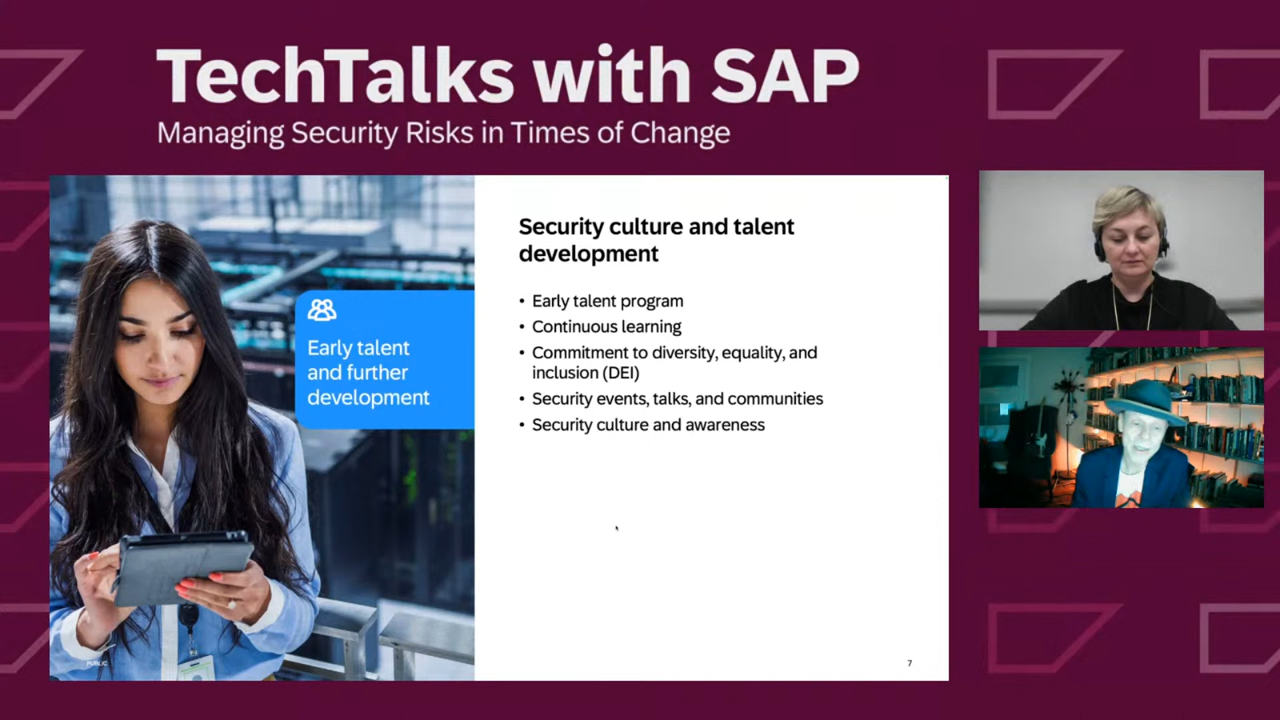 TechTalks with SAP
Managing Security Risks in Times of Change
Early talent
and further
development
Security culture and talent
development
• Early talent program
• Continuous learning
• Commitment to diversity, equality, and
inclusion (DEI)
• Security events, talks, and communities
• Security culture and awareness
PUBLIC
7